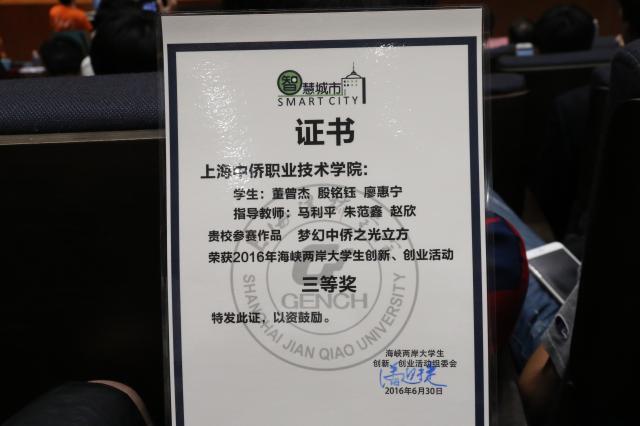 智慧城市
SMART CITY
证书
上海中侨职业技术学院：
学生：董曾杰 殷铭钰 廖惠宁
指导教师：马利平 朱范鑫 赵欣
贵校参赛作品 梦幻中侨之光立方
荣获2016年海峡两岸大学生创新、创业活动
三等奖
GENCH
SHANGHAI JIAN QIAO UNIVERSITY
特发此证，以资鼓励。
海峡两岸大学生
创新、创业活动组委会
2016年6月30日